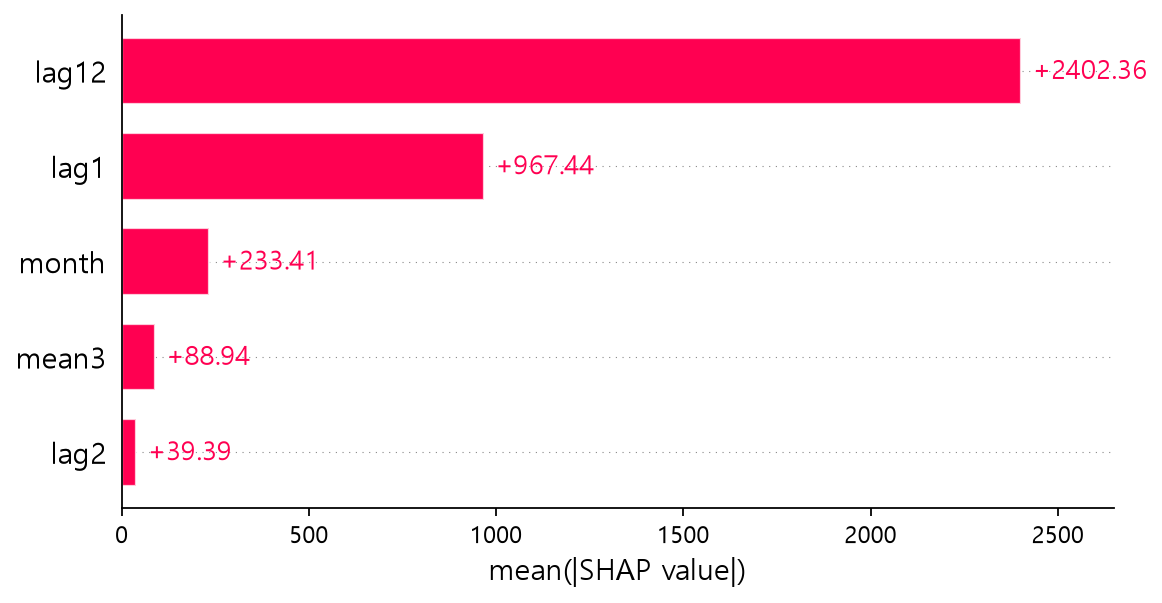 lag12 +2402.36
lag1 +967.44
month +233.41
mean3 +88.94
lag2 +39.39
0 500 1000 1500 2000 2500
mean(|SHAP value|)